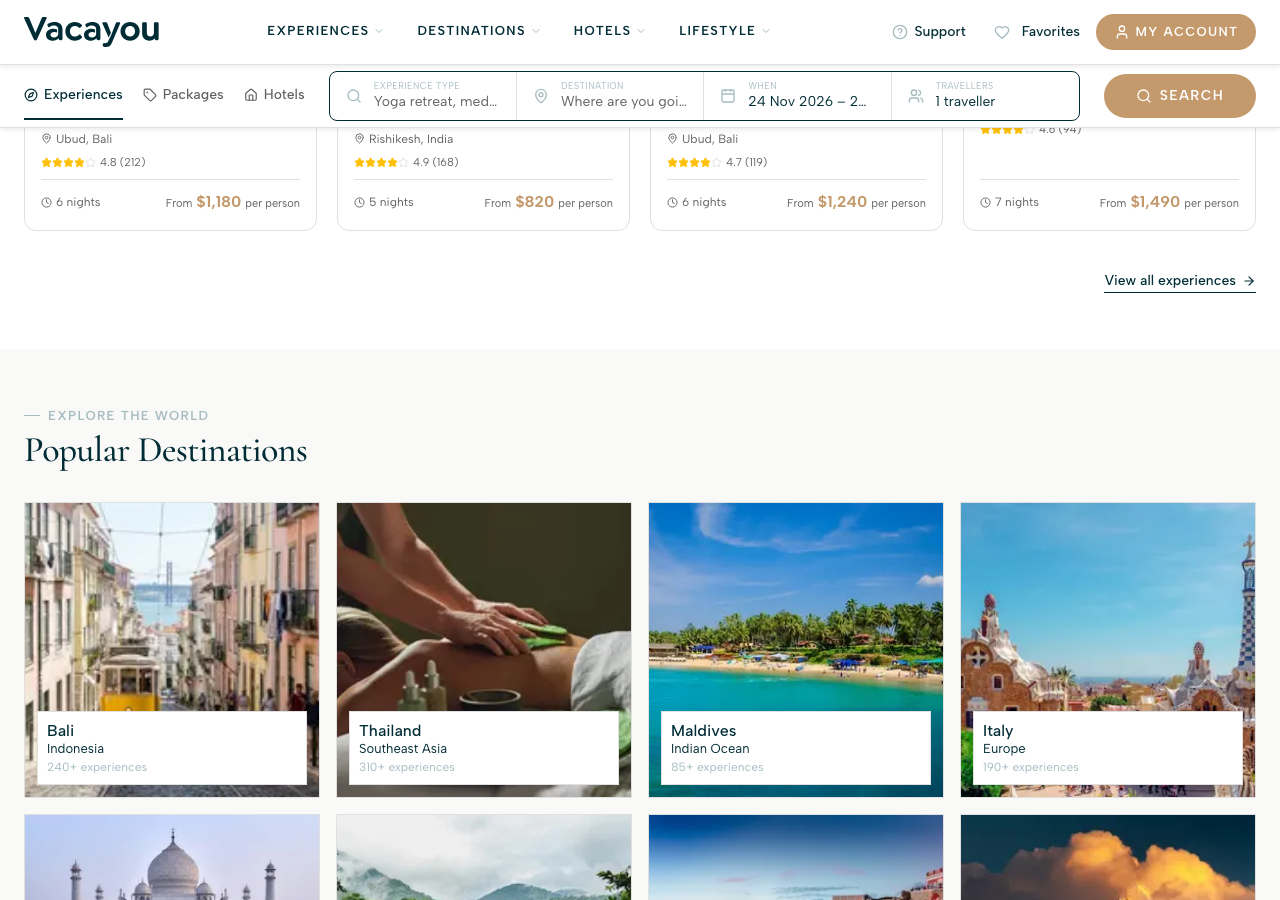 Vacayou
EXPERIENCES
DESTINATIONS
HOTELS
LIFESTYLE
Support
Favorites
MY ACCOUNT
Experiences
Packages
Hotels
EXPERIENCE TYPE
Yoga retreat, med...
DESTINATION
Where are you goi...
WHEN
24 Nov 2026 – 2...
TRAVELLERS
1 traveller
SEARCH
Ubud, Bali
4.8 (212)
6 nights
From $1,180 per person
Rishikesh, India
4.9 (168)
5 nights
From $820 per person
Ubud, Bali
4.7 (119)
6 nights
From $1,240 per person
4.6 (94)
7 nights
From $1,490 per person
View all experiences
EXPLORE THE WORLD
Popular Destinations
Bali
Indonesia
240+ experiences
Thailand
Southeast Asia
310+ experiences
Maldives
Indian Ocean
85+ experiences
Italy
Europe
190+ experiences